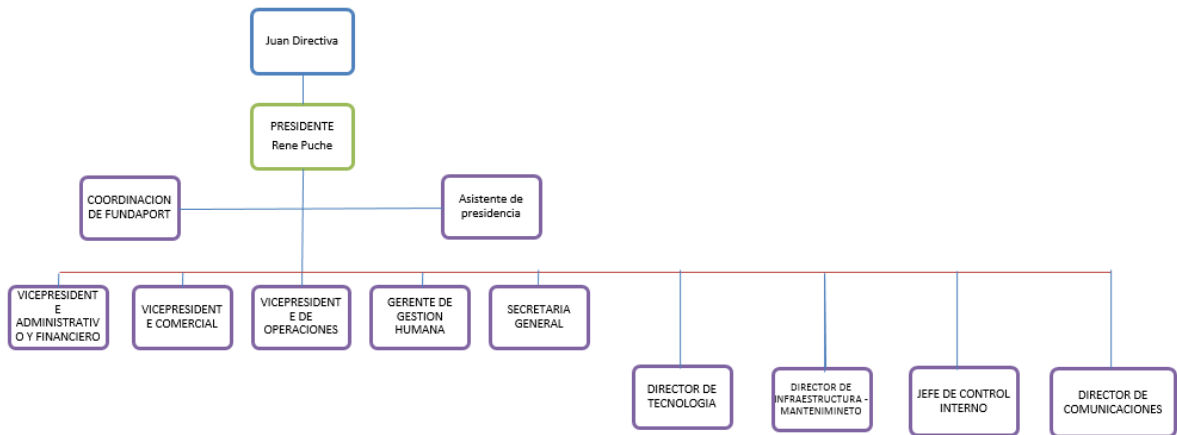 Juan Directiva
PRESIDENTE
Rene Puche
COORDINACION
DE FUNDAPORT
Asistente de
presidencia
VICEPRESIDENT
E
ADMINISTRATIV
O Y FINANCIERO
VICEPRESIDENT
E COMERCIAL
VICEPRESIDENT
E DE
OPERACIONES
GERENTE DE
GESTION
HUMANA
SECRETARIA
GENERAL
DIRECTOR DE
TECNOLOGIA
DIRECTOR DE
INFRAESTRUCTURA -
MANTENIMINETO
JEFE DE CONTROL
INTERNO
DIRECTOR DE
COMUNICACIONES